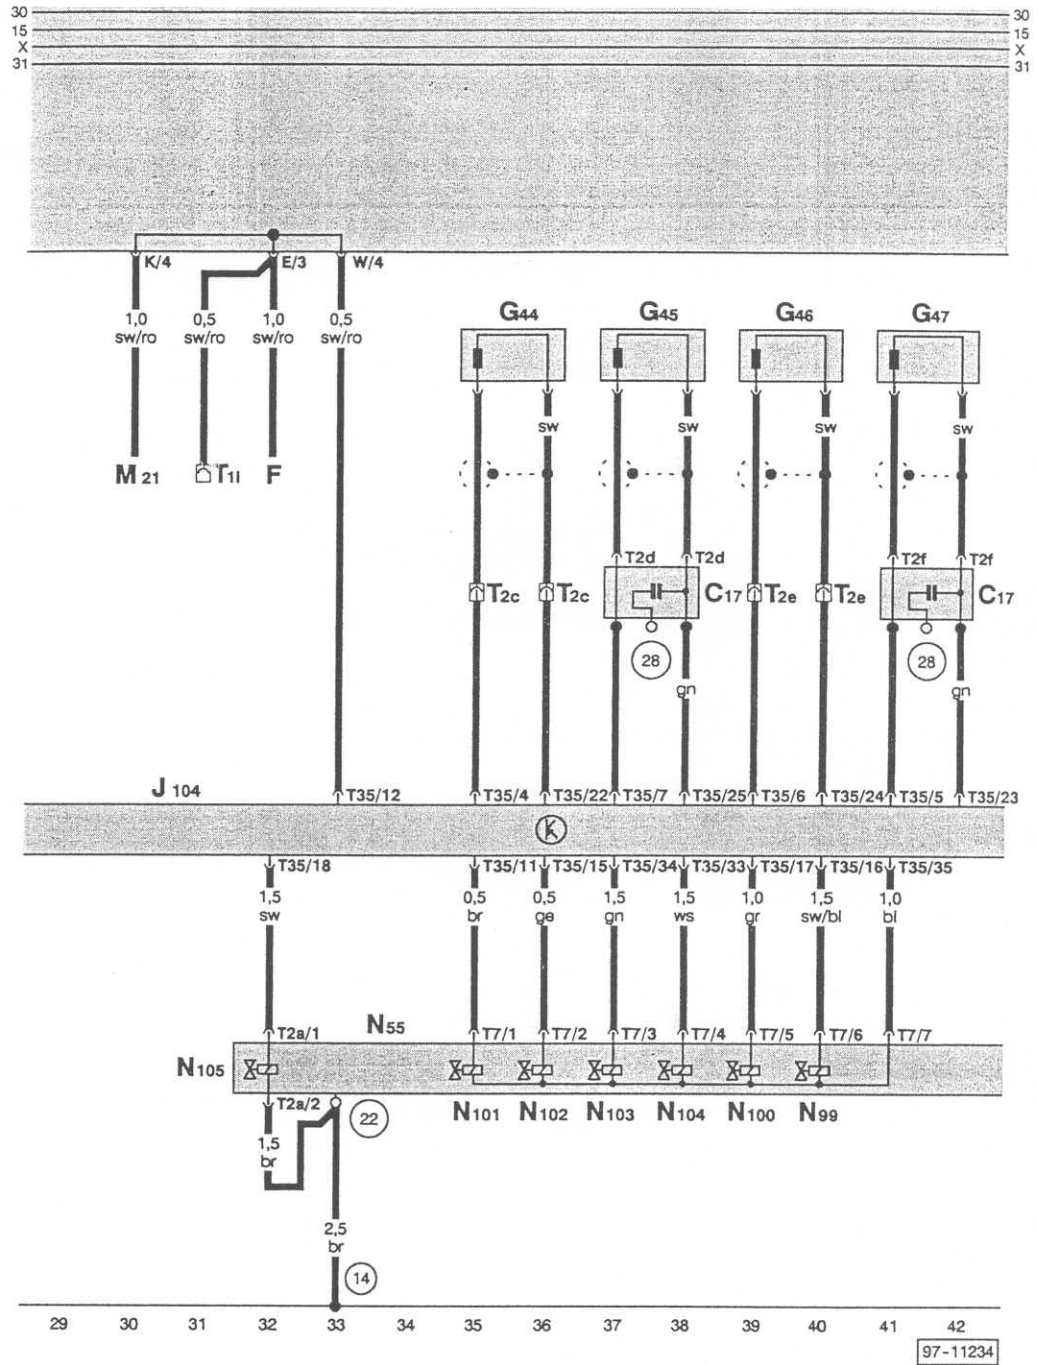 30 30
15 15
X X
31 31
K/4 E/3 W/4
1,0 0,5 1,0 0,5
sw/ro sw/ro sw/ro sw/ro
G44 G45 G46 G47
sw sw sw sw
M21 T1l F
T2d T2d T2f T2f
T2c T2c C17 T2e T2e C17
28 28
gn gn
J104
T35/12 T35/4 T35/22 T35/7 T35/25 T35/6 T35/24 T35/5 T35/23
T35/18 T35/11 T35/15 T35/34 T35/33 T35/17 T35/16 T35/35
1,5 0,5 0,5 1,5 1,5 1,0 1,5 1,0
sw br ge gn ws gr sw/bl bl
N55
T2a/1 T7/1 T7/2 T7/3 T7/4 T7/5 T7/6 T7/7
N105
T2a/2
22
N101 N102 N103 N104 N100 N99
1,5
br
2,5
br
14
29 30 31 32 33 34 35 36 37 38 39 40 41 42
97-11234